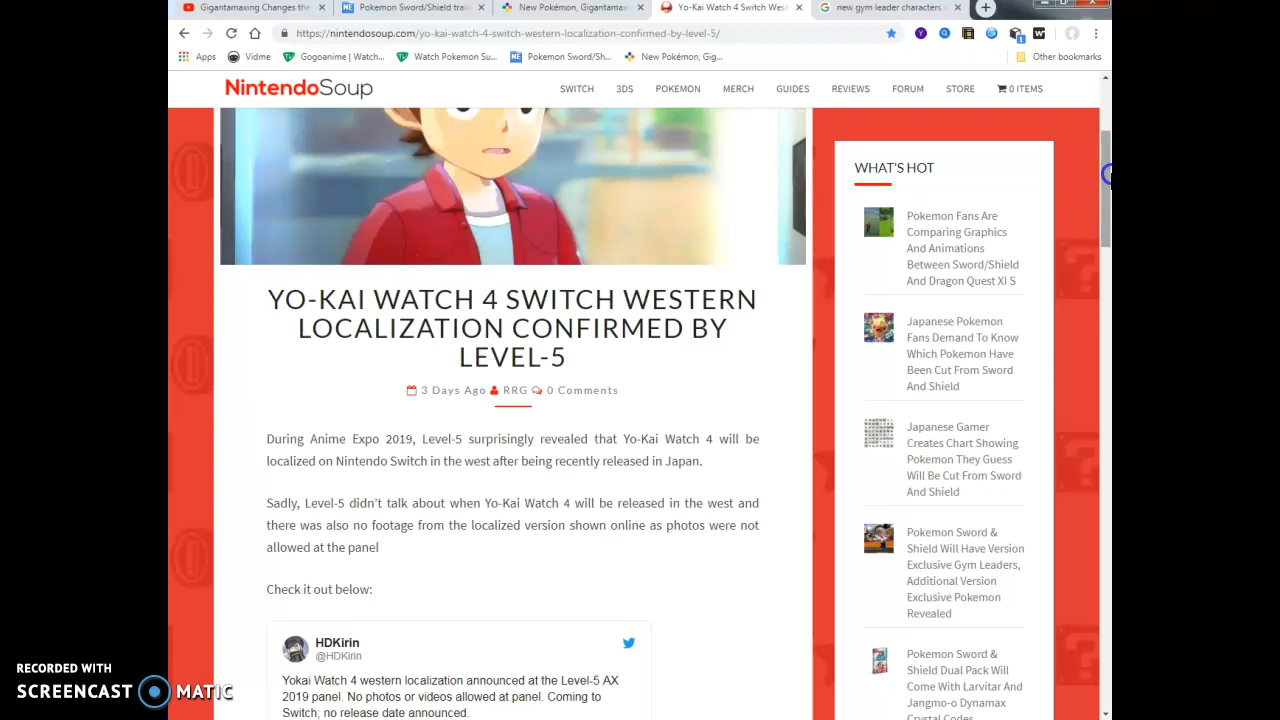 Gigantamaxing Changes the
Pokemon Sword/Shield trai
New Pokémon, Gigantamax
Yo-Kai Watch 4 Switch West
new gym leader characters
https://nintendosoup.com/yo-kai-watch-4-switch-western-localization-confirmed-by-level-5/
Apps
Vidme
Gogoanime | Watch...
Watch Pokemon Su...
Pokemon Sword/Sh...
New Pokémon, Gig...
Other bookmarks
NintendoSoup
SWITCH 3DS POKEMON MERCH GUIDES REVIEWS FORUM STORE 0 ITEMS
YO-KAI WATCH 4 SWITCH WESTERN
LOCALIZATION CONFIRMED BY
LEVEL-5
3 Days Ago RRG 0 Comments
During Anime Expo 2019, Level-5 surprisingly revealed that Yo-Kai Watch 4 will be
localized on Nintendo Switch in the west after being recently released in Japan.
Sadly, Level-5 didn't talk about when Yo-Kai Watch 4 will be released in the west and
there was also no footage from the localized version shown online as photos were not
allowed at the panel
Check it out below:
HDKirin
@HDKirin
Yokai Watch 4 western localization announced at the Level-5 AX
2019 panel. No photos or videos allowed at panel. Coming to
Switch; no release date announced.
WHAT'S HOT
Pokemon Fans Are
Comparing Graphics
And Animations
Between Sword/Shield
And Dragon Quest XI S
Japanese Pokemon
Fans Demand To Know
Which Pokemon Have
Been Cut From Sword
And Shield
Japanese Gamer
Creates Chart Showing
Pokemon They Guess
Will Be Cut From Sword
And Shield
Pokemon Sword &
Shield Will Have Version
Exclusive Gym Leaders,
Additional Version
Exclusive Pokemon
Revealed
Pokemon Sword &
Shield Dual Pack Will
Come With Larvitar And
Jangmo-o Dynamax
Crystal Codes
RECORDED WITH
SCREENCAST MATIC